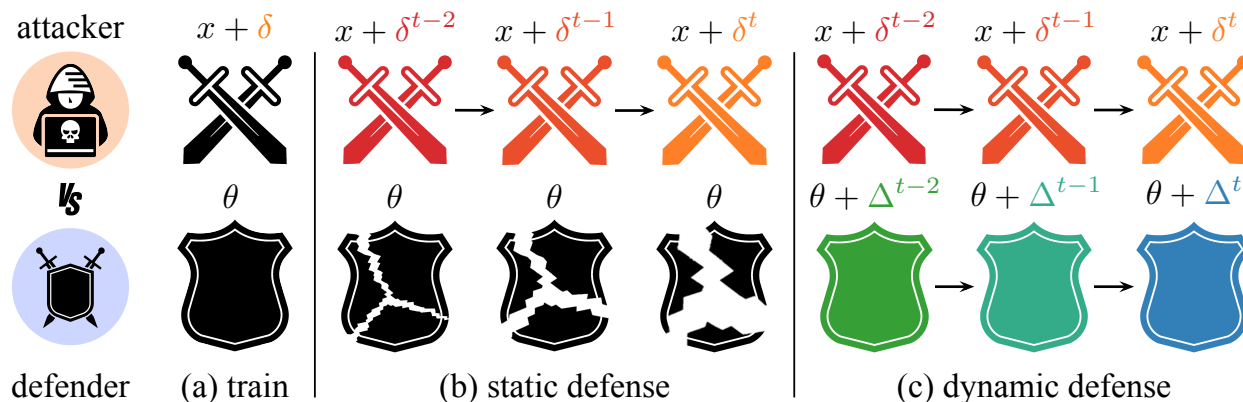 attacker x + δ x + δ^{t−2} x + δ^{t−1} x + δ^t x + δ^{t−2} x + δ^{t−1} x + δ^t
VS θ θ θ θ θ + Δ^{t−2} θ + Δ^{t−1} θ + Δ^t
defender (a) train (b) static defense (c) dynamic defense